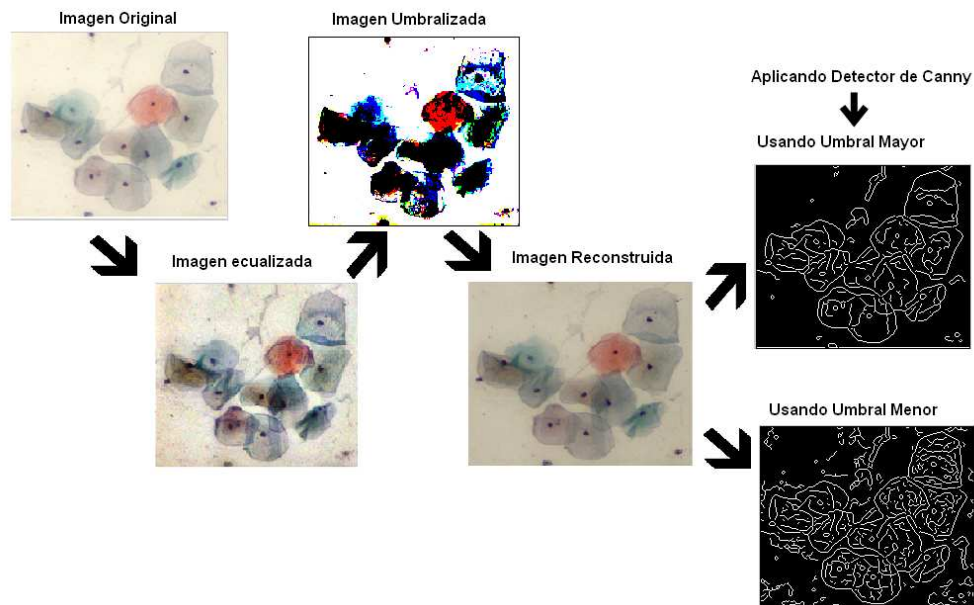 Imagen Original
Imagen Umbralizada
Aplicando Detector de Canny
Usando Umbral Mayor
Imagen ecualizada
Imagen Reconstruida
Usando Umbral Menor